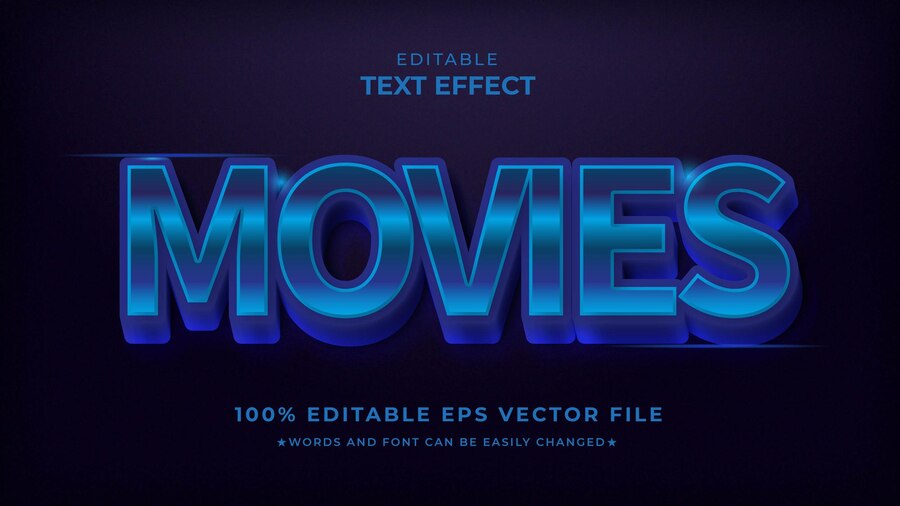 EDITABLE
TEXT EFFECT
MOVIES
100% EDITABLE EPS VECTOR FILE
★WORDS AND FONT CAN BE EASILY CHANGED★